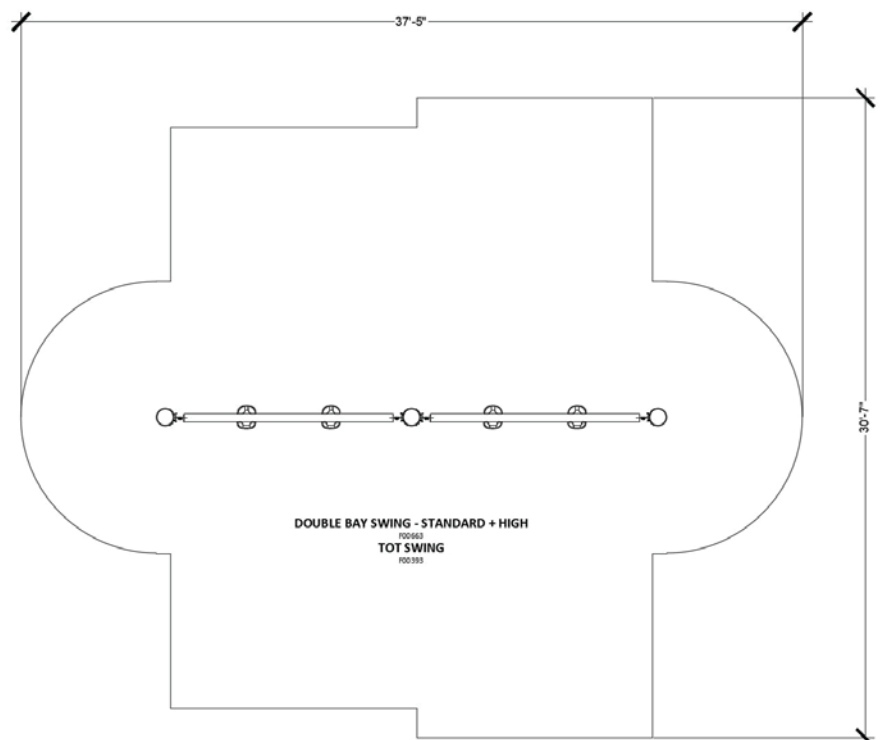 37'-5"
30'-7"
DOUBLE BAY SWING - STANDARD + HIGH
F00663
TOT SWING
F00393